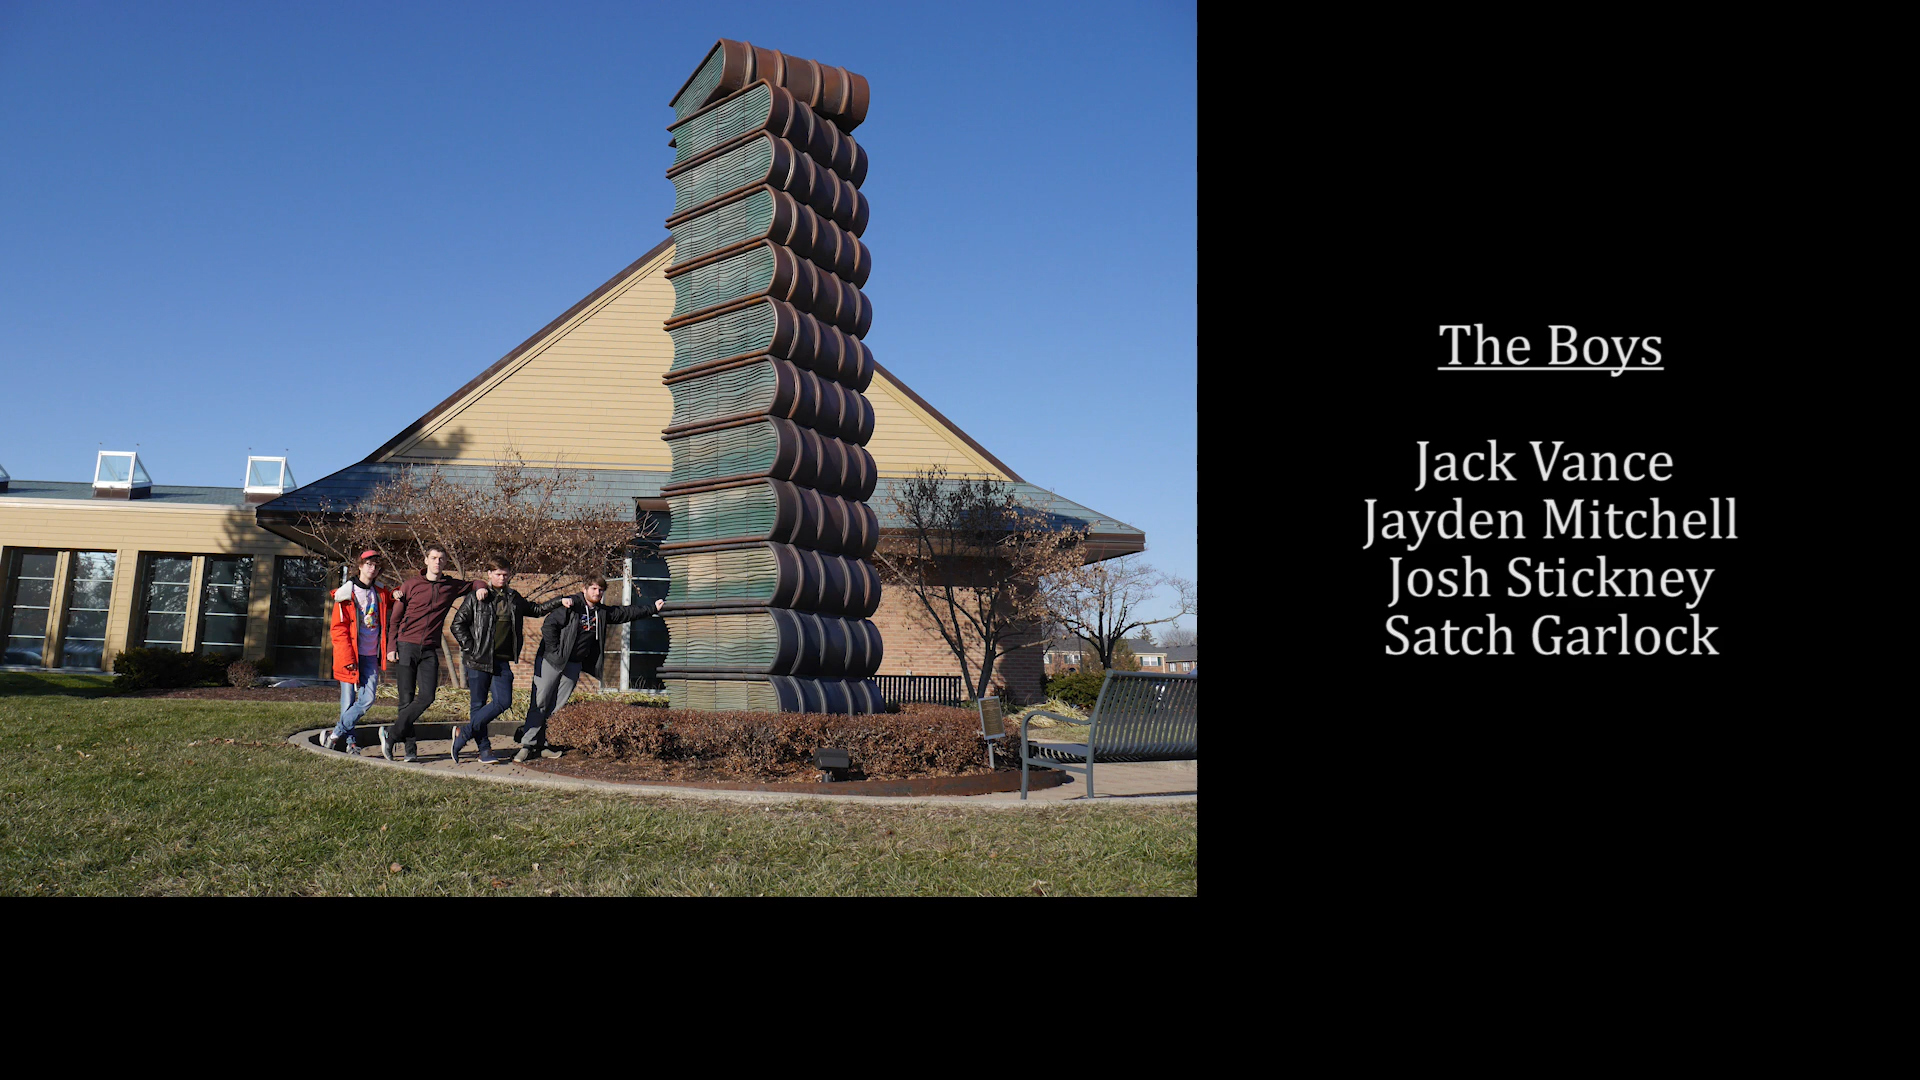 The Boys
Jack Vance
Jayden Mitchell
Josh Stickney
Satch Garlock